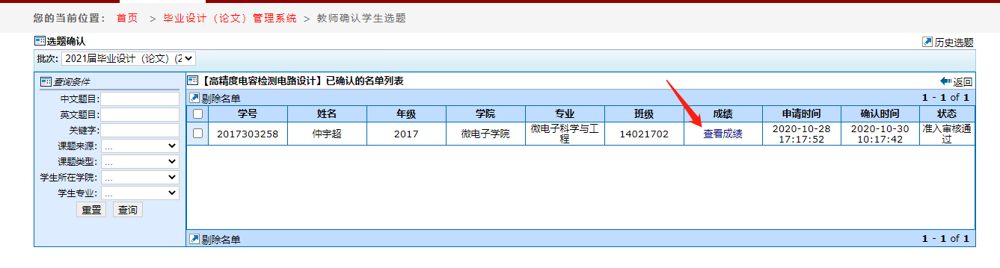 您的当前位置： 首页 > 毕业设计（论文）管理系统 > 教师确认学生选题
选题确认
历史选题
批次: 2021届毕业设计（论文）(2
查询条件
中文题目:
英文题目:
关键字:
课题来源: ...
课题类型: ...
学生所在学院: ...
学生专业: ...
重置 查询
【高精度电容检测电路设计】已确认的名单列表
返回
剔除名单
1 - 1 of 1
学号 姓名 年级 学院 专业 班级 成绩 申请时间 确认时间 状态
2017303258 仲宇超 2017 微电子学院 微电子科学与工程 14021702 查看成绩 2020-10-28 17:17:52 2020-10-30 10:17:42 准入审核通过
剔除名单
1 - 1 of 1